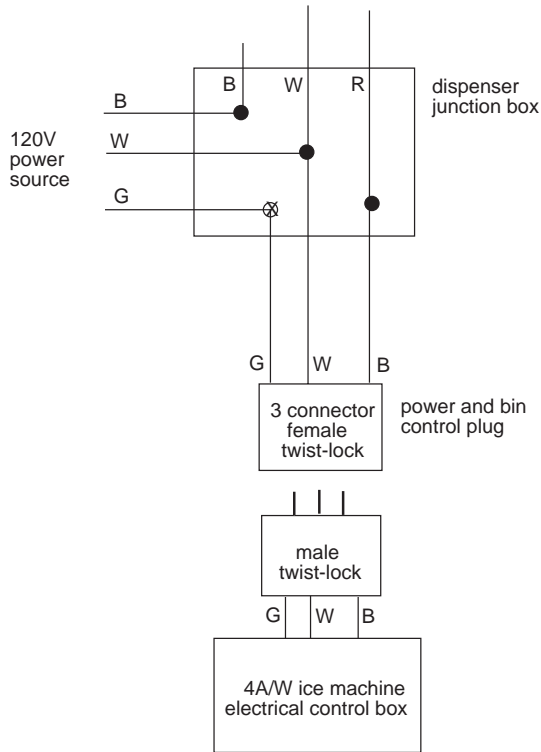 B W R
dispenser
junction box
B
120V
power
source
W
G
G W B
3 connector
female
twist-lock
power and bin
control plug
male
twist-lock
G W B
4A/W ice machine
electrical control box